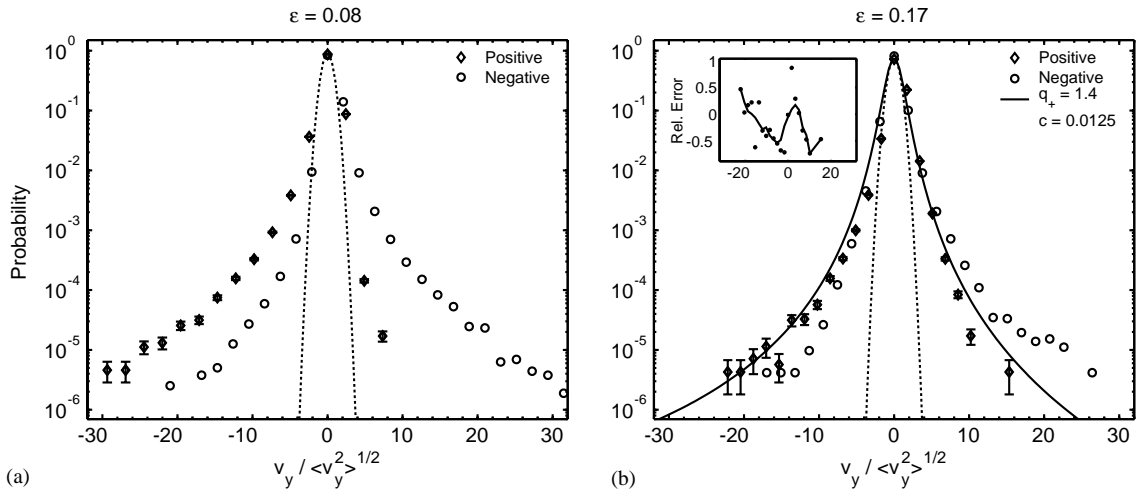 ε = 0.08
Probability
10^0
10^-1
10^-2
10^-3
10^-4
10^-5
10^-6
Positive
Negative
-30 -20 -10 0 10 20 30
v_y / <v_y^2>^1/2
(a)
ε = 0.17
10^0
10^-1
10^-2
10^-3
10^-4
10^-5
10^-6
Rel. Error
1
0.5
0
-0.5
-20 0 20
Positive
Negative
q_+ = 1.4
c = 0.0125
-30 -20 -10 0 10 20 30
v_y / <v_y^2>^1/2
(b)